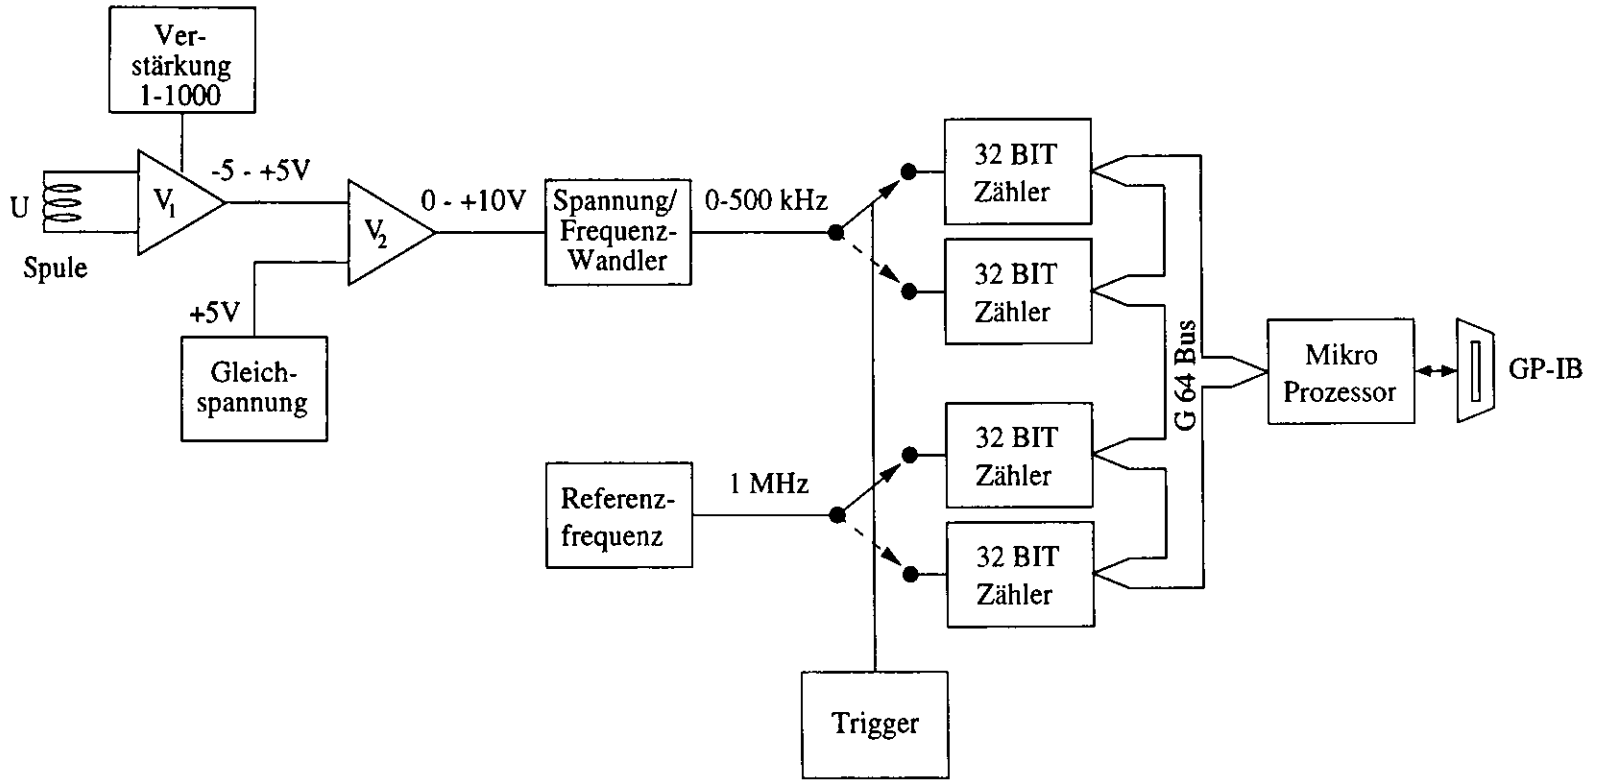 Ver-
stärkung
1-1000
-5 - +5V
U
V1
Spule
V2
0 - +10V
+5V
Gleich-
spannung
Spannung/
Frequenz-
Wandler
0-500 kHz
32 BIT
Zähler
32 BIT
Zähler
Referenz-
frequenz
1 MHz
32 BIT
Zähler
32 BIT
Zähler
Trigger
G 64 Bus
Mikro
Prozessor
GP-IB